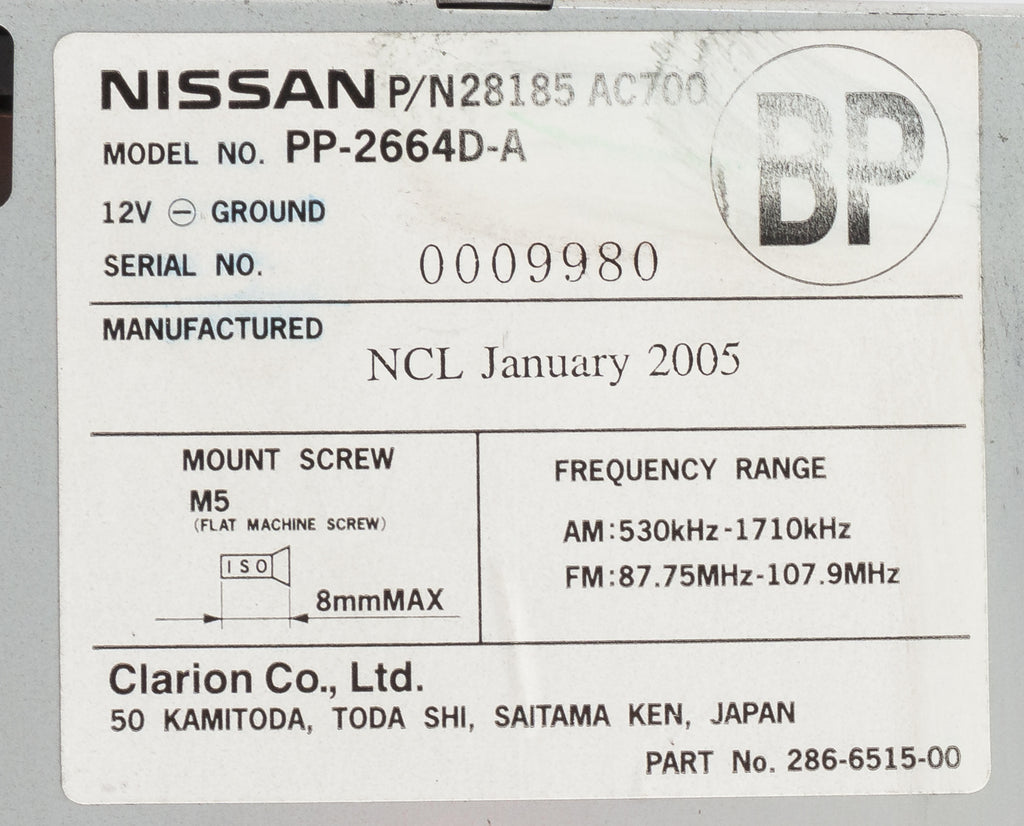 NISSAN P/N28185 AC700
BP
MODEL NO. PP-2664D-A
12V ⊖ GROUND
SERIAL NO. 0009980
MANUFACTURED
NCL January 2005
MOUNT SCREW
M5
(FLAT MACHINE SCREW)
ISO
8mmMAX
FREQUENCY RANGE
AM:530kHz-1710kHz
FM:87.75MHz-107.9MHz
Clarion Co., Ltd.
50 KAMITODA, TODA SHI, SAITAMA KEN, JAPAN
PART No. 286-6515-00